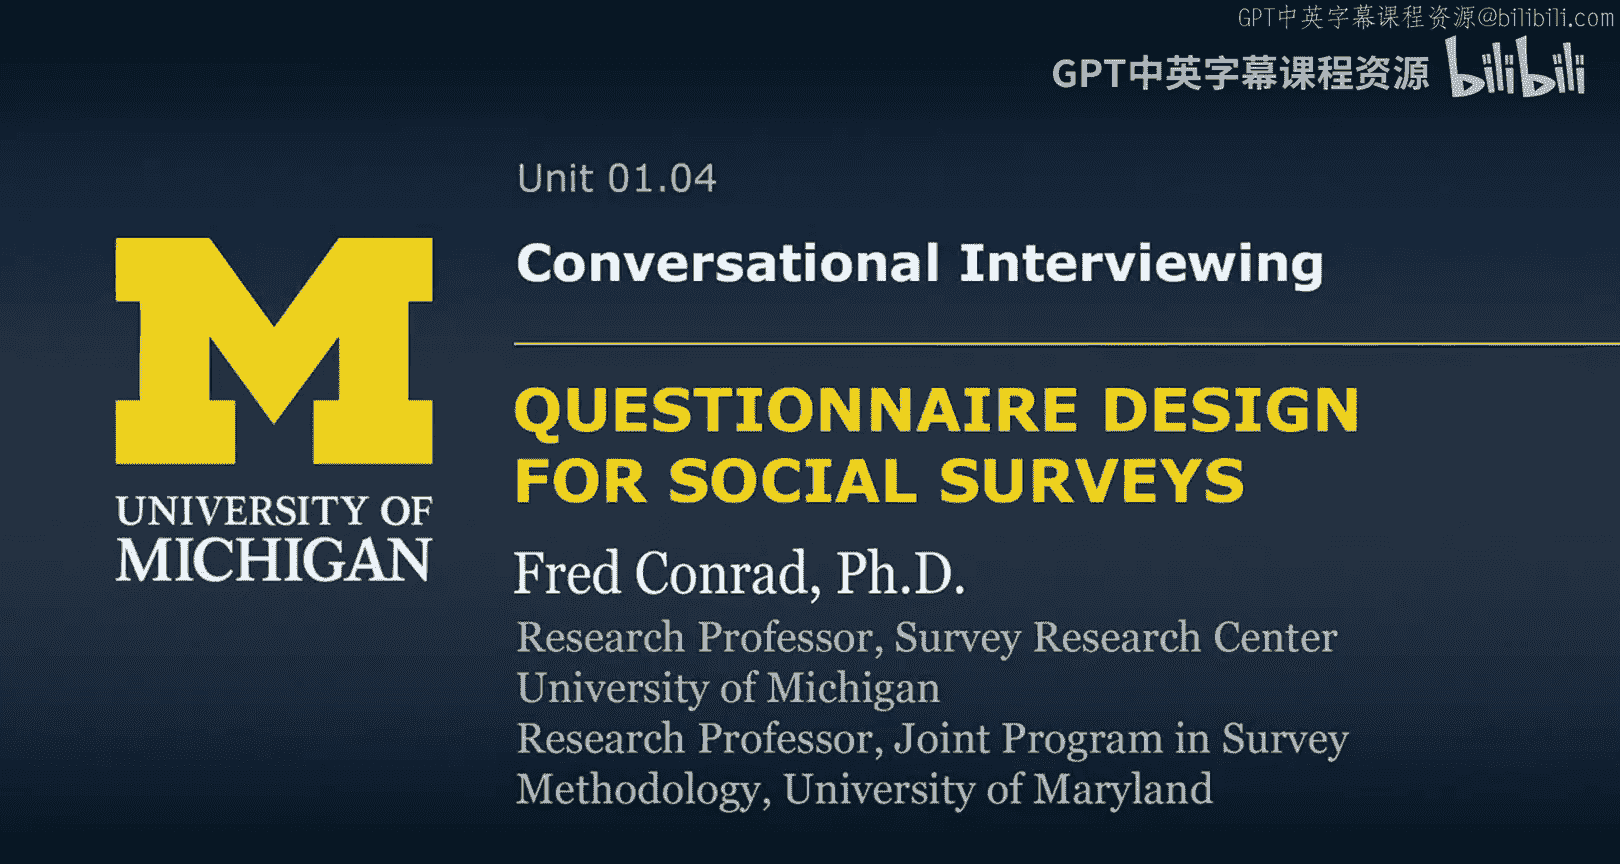 GPT中英字幕课程资源@bilibili.com
GPT中英字幕课程资源 bilibili
Unit 01.04
Conversational Interviewing
QUESTIONNAIRE DESIGN
FOR SOCIAL SURVEYS
Fred Conrad, Ph.D.
Research Professor, Survey Research Center
University of Michigan
Research Professor, Joint Program in Survey
Methodology, University of Maryland
M
UNIVERSITY OF
MICHIGAN